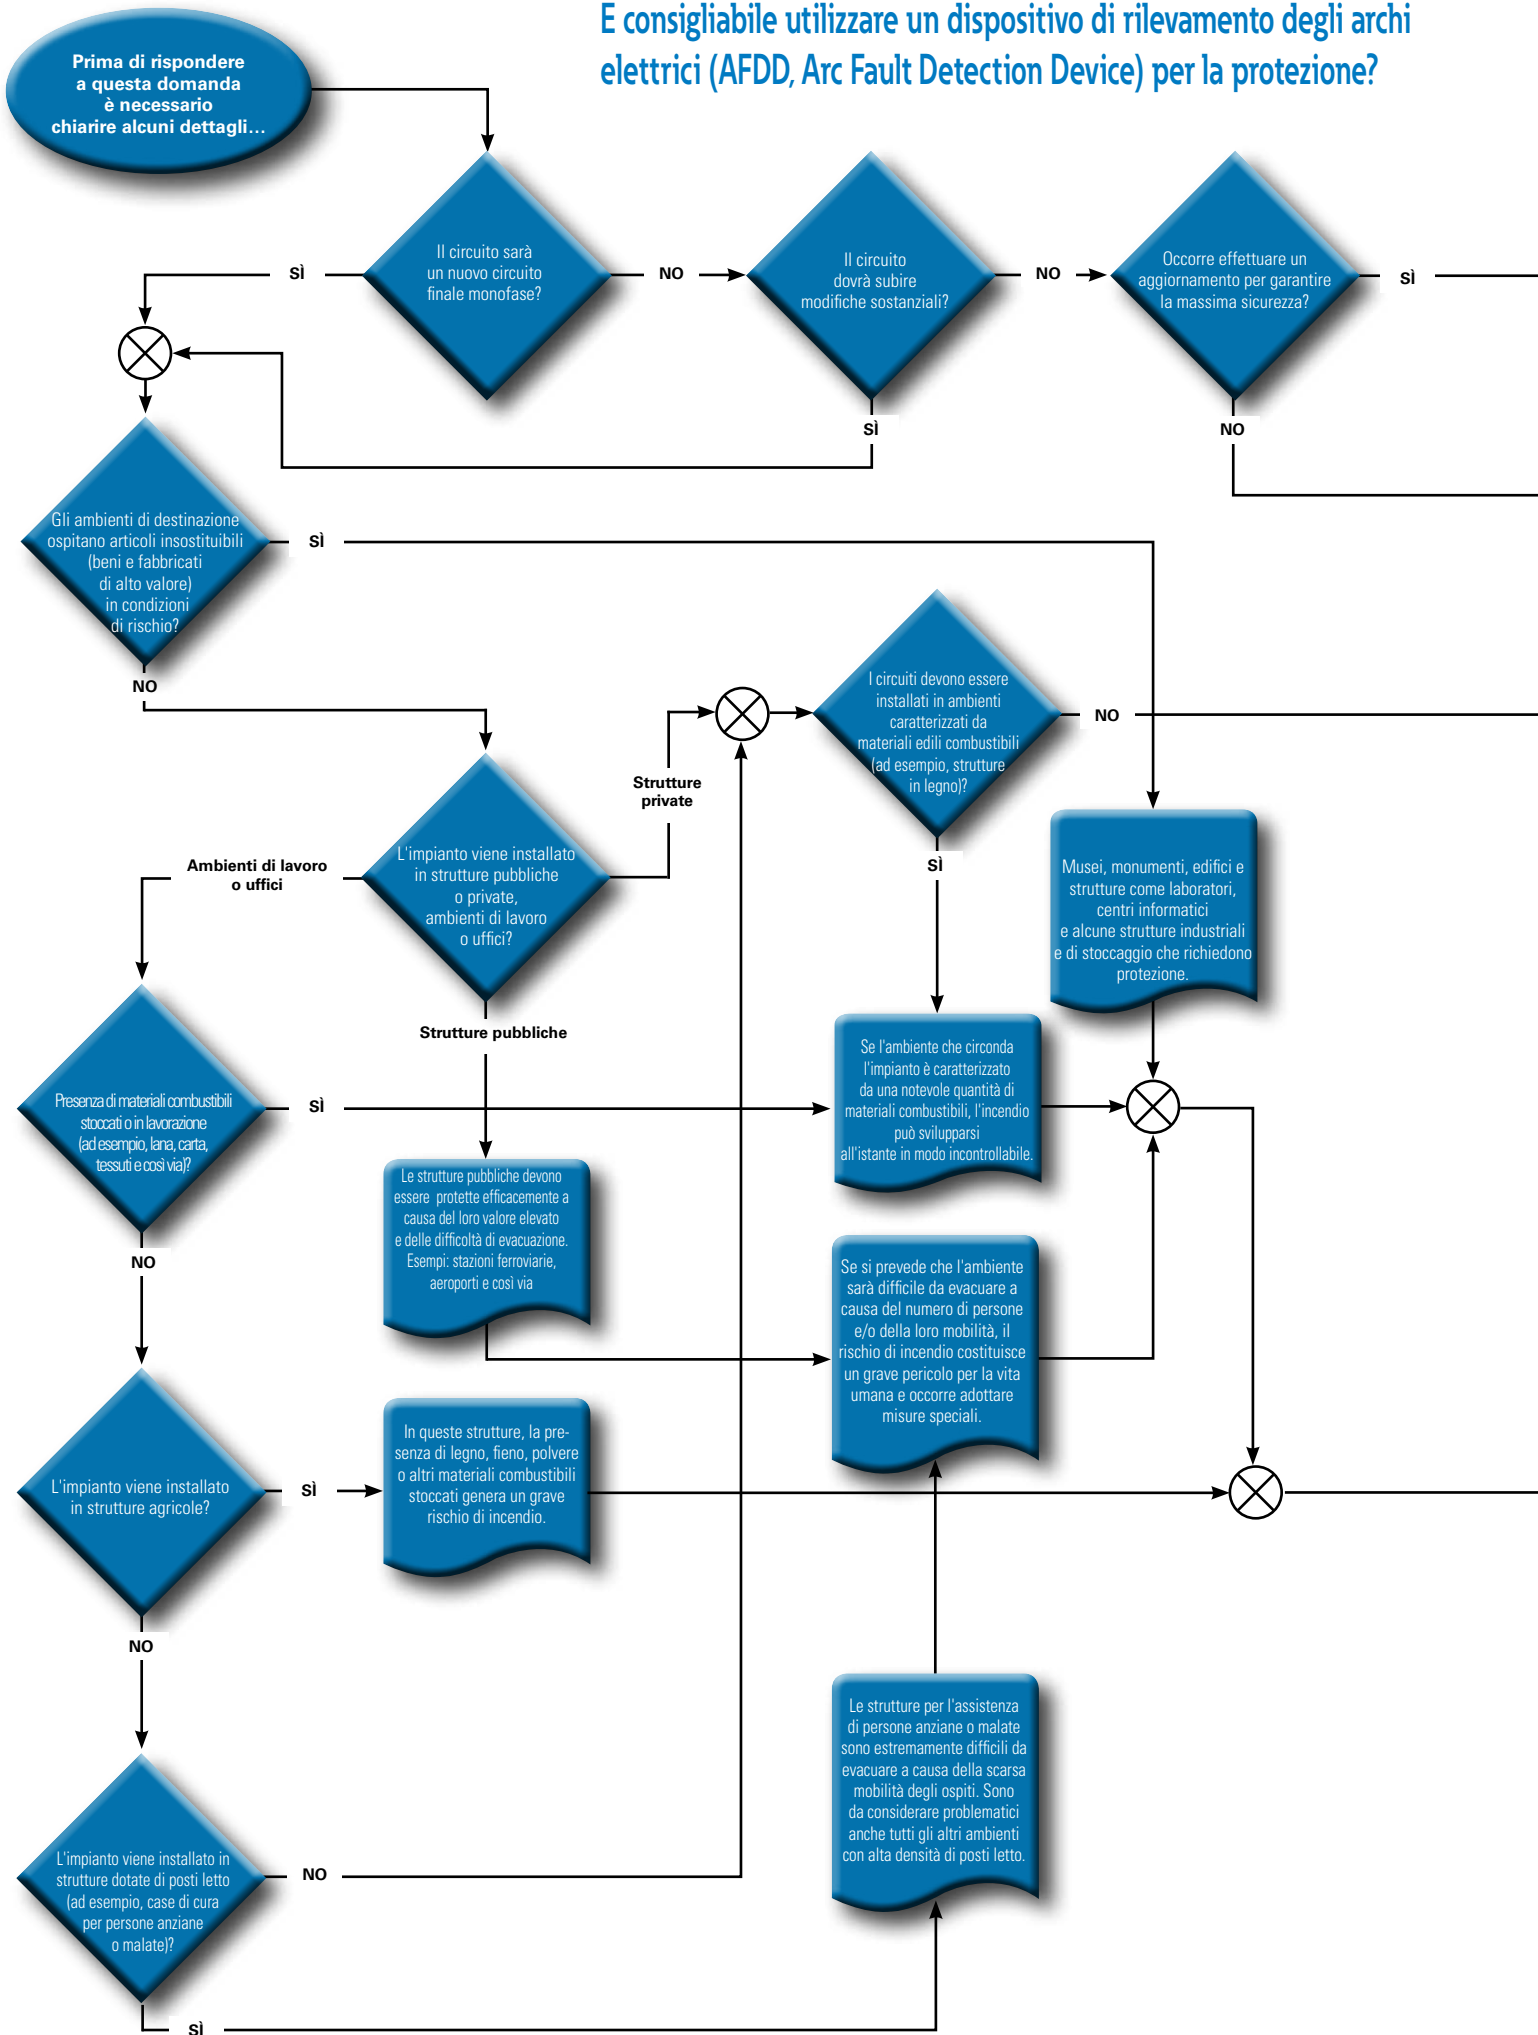 E consigliabile utilizzare un dispositivo di rilevamento degli archi
elettrici (AFDD, Arc Fault Detection Device) per la protezione?
Prima di rispondere
a questa domanda
è necessario
chiarire alcuni dettagli...
Il circuito sarà
un nuovo circuito
finale monofase?
SÌ
NO
Il circuito
dovrà subire
modifiche sostanziali?
NO
SÌ
Occorre effettuare un
aggiornamento per garantire
la massima sicurezza?
SÌ
NO
Gli ambienti di destinazione
ospitano articoli insostituibili
(beni e fabbricati
di alto valore)
in condizioni
di rischio?
SÌ
NO
I circuiti devono essere
installati in ambienti
caratterizzati da
materiali edili combustibili
(ad esempio, strutture
in legno)?
NO
SÌ
Strutture
private
L'impianto viene installato
in strutture pubbliche
o private,
ambienti di lavoro
o uffici?
Ambienti di lavoro
o uffici
Strutture pubbliche
Musei, monumenti, edifici e
strutture come laboratori,
centri informatici
e alcune strutture industriali
e di stoccaggio che richiedono
protezione.
Presenza di materiali combustibili
stoccati o in lavorazione
(ad esempio, lana, carta,
tessuti e così via)?
SÌ
NO
Se l'ambiente che circonda
l'impianto è caratterizzato
da una notevole quantità di
materiali combustibili, l'incendio
può svilupparsi
all'istante in modo incontrollabile.
Le strutture pubbliche devono
essere protette efficacemente a
causa del loro valore elevato
e delle difficoltà di evacuazione.
Esempi: stazioni ferroviarie,
aeroporti e così via
Se si prevede che l'ambiente
sarà difficile da evacuare a
causa del numero di persone
e/o della loro mobilità, il
rischio di incendio costituisce
un grave pericolo per la vita
umana e occorre adottare
misure speciali.
L'impianto viene installato
in strutture agricole?
SÌ
NO
In queste strutture, la pre-
senza di legno, fieno, polvere
o altri materiali combustibili
stoccati genera un grave
rischio di incendio.
Le strutture per l'assistenza
di persone anziane o malate
sono estremamente difficili da
evacuare a causa della scarsa
mobilità degli ospiti. Sono
da considerare problematici
anche tutti gli altri ambienti
con alta densità di posti letto.
L'impianto viene installato in
strutture dotate di posti letto
(ad esempio, case di cura
per persone anziane
o malate)?
NO
SÌ